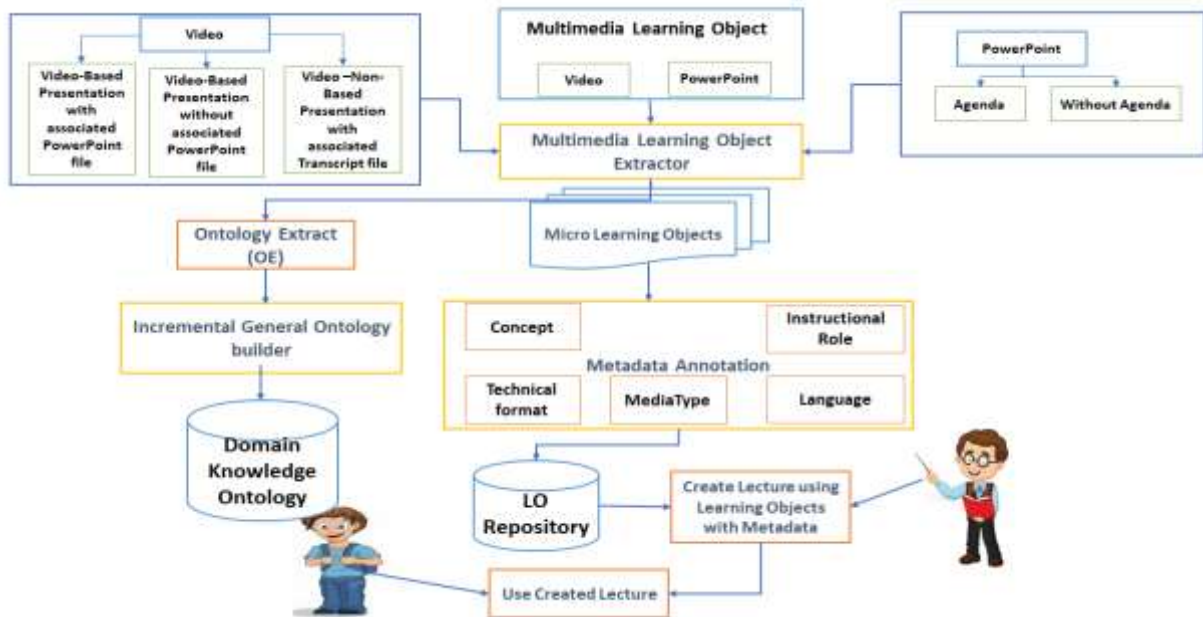 Video
Video-Based
Presentation
with
associated
PowerPoint
file
Video-Based
Presentation
without
associated
PowerPoint
file
Video –Non-
Based
Presentation
with
associated
Transcript file
Multimedia Learning Object
Video
PowerPoint
PowerPoint
Agenda
Without Agenda
Multimedia Learning Object
Extractor
Ontology Extract
(OE)
Micro Learning Objects
Incremental General Ontology
builder
Concept
Instructional
Role
Metadata Annotation
Technical
format
MediaType
Language
Domain
Knowledge
Ontology
LO
Repository
Create Lecture using
Learning Objects
with Metadata
Use Created Lecture